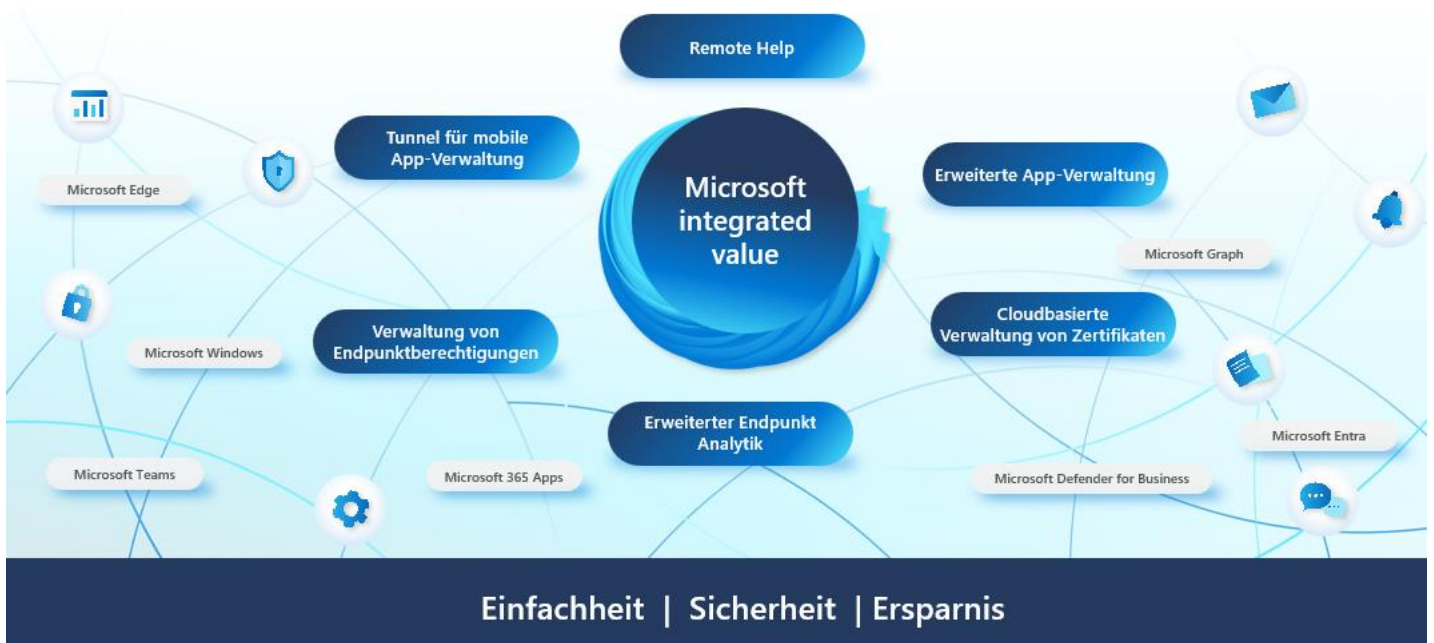 Remote Help
Tunnel für mobile
App-Verwaltung
Microsoft
integrated
value
Erweiterte App-Verwaltung
Microsoft Edge
Microsoft Graph
Verwaltung von
Endpunktberechtigungen
Cloudbasierte
Verwaltung von Zertifikaten
Microsoft Windows
Erweiterter Endpunkt
Analytik
Microsoft Entra
Microsoft Teams
Microsoft 365 Apps
Microsoft Defender for Business
Einfachheit | Sicherheit | Ersparnis